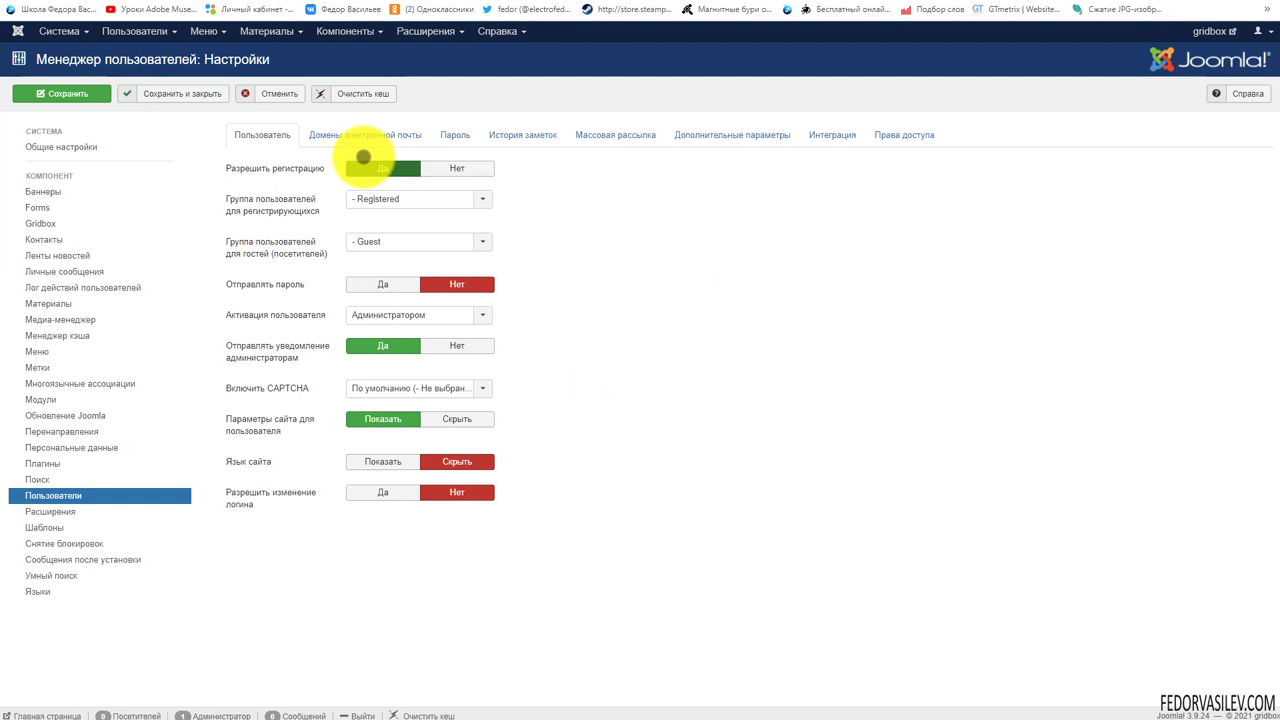 Школа Федора Вас... Уроки Adobe Muse... Личный кабинет -... Федор Васильев (2) Одноклассники fedor (@electrofed... http://store.steamp... Магнитные бури о... Бесплатный онлай... Подбор слов GTmetrix | Website... Сжатие JPG-изобр... »
Система Пользователи Меню Материалы Компоненты Расширения Справка gridbox
Менеджер пользователей: Настройки Joomla!®
Сохранить Сохранить и закрыть Отменить Очистить кеш Справка
СИСТЕМА
Общие настройки
КОМПОНЕНТ
Баннеры
Forms
Gridbox
Контакты
Ленты новостей
Личные сообщения
Лог действий пользователей
Материалы
Медиа-менеджер
Менеджер кэша
Меню
Метки
Многоязычные ассоциации
Модули
Обновление Joomla
Перенаправления
Персональные данные
Плагины
Поиск
Пользователи
Расширения
Шаблоны
Снятие блокировок
Сообщения после установки
Умный поиск
Языки
Пользователь Домены электронной почты Пароль История заметок Массовая рассылка Дополнительные параметры Интеграция Права доступа
Разрешить регистрацию Да Нет
Группа пользователей
для регистрирующихся
- Registered
Группа пользователей
для гостей (посетителей)
- Guest
Отправлять пароль Да Нет
Активация пользователя Администратором
Отправлять уведомление
администраторам
Да Нет
Включить CAPTCHA По умолчанию (- Не выбран...
Параметры сайта для
пользователя
Показать Скрыть
Язык сайта Показать Скрыть
Разрешить изменение
логина
Да Нет
FEDORVASILEV.COM
Главная страница 0 Посетителей 1 Администратор 0 Сообщений Выйти Очистить кеш Joomla! 3.9.24 — © 2021 gridbox